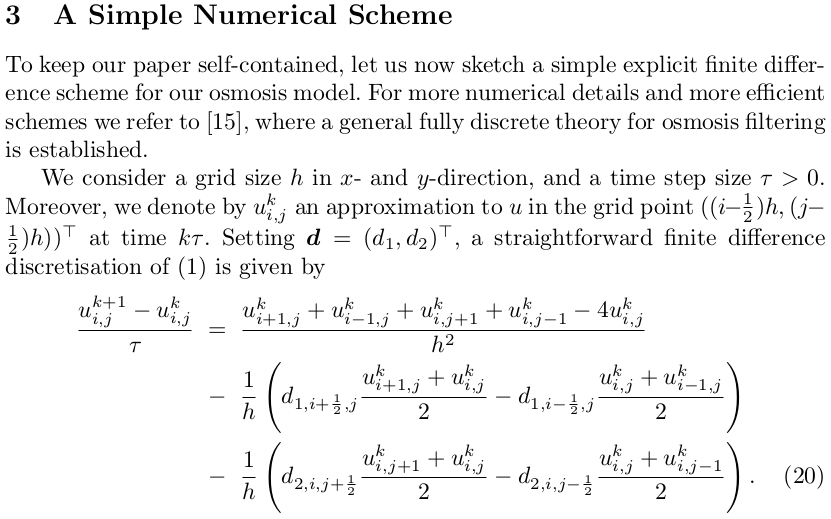 3 A Simple Numerical Scheme
To keep our paper self-contained, let us now sketch a simple explicit finite differ-
ence scheme for our osmosis model. For more numerical details and more efficient
schemes we refer to [15], where a general fully discrete theory for osmosis filtering
is established.
We consider a grid size $h$ in $x$- and $y$-direction, and a time step size $\tau > 0$.
Moreover, we denote by $u_{i,j}^k$ an approximation to $u$ in the grid point $((i-\frac{1}{2})h, (j-$
$\frac{1}{2})h))^\top$ at time $k\tau$. Setting $\boldsymbol{d} = (d_1, d_2)^\top$, a straightforward finite difference
discretisation of (1) is given by
$\frac{u_{i,j}^{k+1} - u_{i,j}^k}{\tau} = \frac{u_{i+1,j}^k + u_{i-1,j}^k + u_{i,j+1}^k + u_{i,j-1}^k - 4u_{i,j}^k}{h^2}$
$- \frac{1}{h} \left( d_{1,i+\frac{1}{2},j} \frac{u_{i+1,j}^k + u_{i,j}^k}{2} - d_{1,i-\frac{1}{2},j} \frac{u_{i,j}^k + u_{i-1,j}^k}{2} \right)$
$- \frac{1}{h} \left( d_{2,i,j+\frac{1}{2}} \frac{u_{i,j+1}^k + u_{i,j}^k}{2} - d_{2,i,j-\frac{1}{2}} \frac{u_{i,j}^k + u_{i,j-1}^k}{2} \right). \quad (20)$